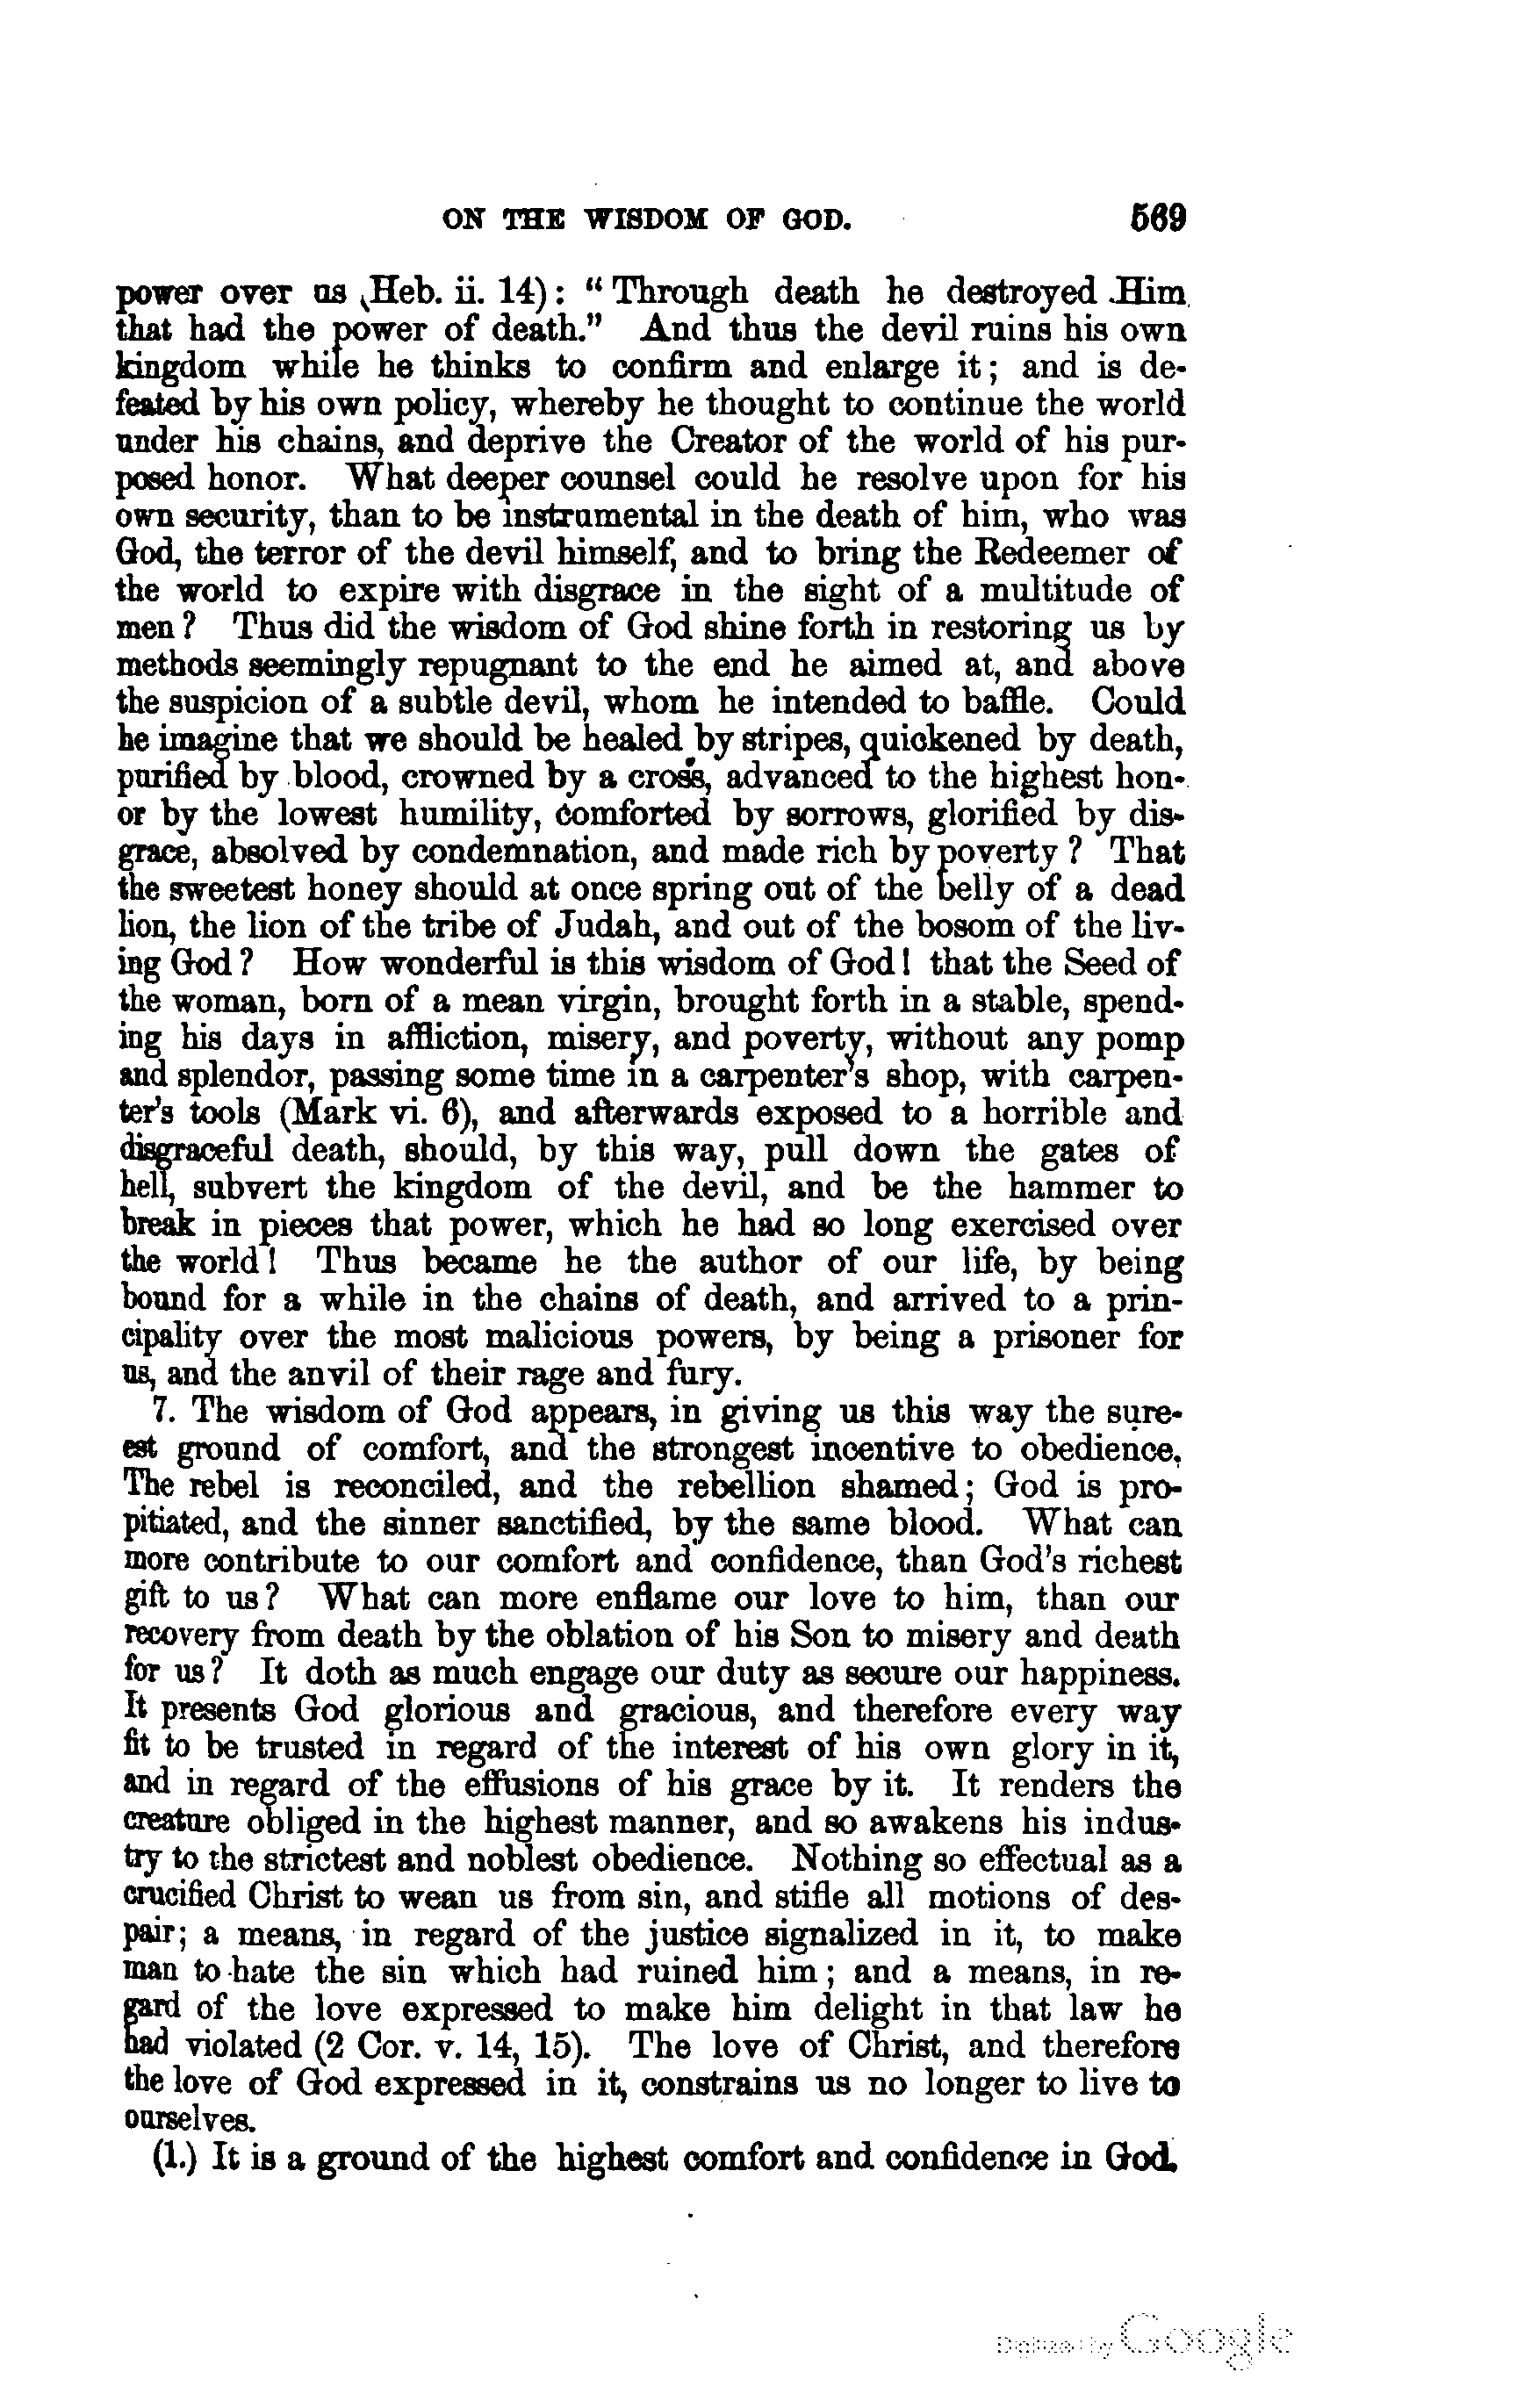 ON THE WISDOM OF GOD. 569
power over us (Heb. ii. 14): “ Through death he destroyed Him
that had the power of death.” And thus the devil ruins his own
kingdom while he thinks to confirm and enlarge it; and is de-
feated by his own policy, whereby he thought to continue the world
under his chains, and deprive the Creator of the world of his pur-
posed honor. What deeper counsel could he resolve upon for his
own security, than to be instrumental in the death of him, who was
God, the terror of the devil himself, and to bring the Redeemer of
the world to expire with disgrace in the sight of a multitude of
men? Thus did the wisdom of God shine forth in restoring us by
methods seemingly repugnant to the end he aimed at, and above
the suspicion of a subtle devil, whom he intended to baffle. Could
he imagine that we should be healed by stripes, quickened by death,
purified by blood, crowned by a cross, advanced to the highest hon-
or by the lowest humility, comforted by sorrows, glorified by dis-
grace, absolved by condemnation, and made rich by poverty? That
the sweetest honey should at once spring out of the belly of a dead
lion, the lion of the tribe of Judah, and out of the bosom of the liv-
ing God? How wonderful is this wisdom of God! that the Seed of
the woman, born of a mean virgin, brought forth in a stable, spend-
ing his days in affliction, misery, and poverty, without any pomp
and splendor, passing some time in a carpenter's shop, with carpen-
ter's tools (Mark vi. 6), and afterwards exposed to a horrible and
disgraceful death, should, by this way, pull down the gates of
hell, subvert the kingdom of the devil, and be the hammer to
break in pieces that power, which he had so long exercised over
the world! Thus became he the author of our life, by being
bound for a while in the chains of death, and arrived to a prin-
cipality over the most malicious powers, by being a prisoner for
us, and the anvil of their rage and fury.
7. The wisdom of God appears, in giving us this way the sure-
est ground of comfort, and the strongest incentive to obedience.
The rebel is reconciled, and the rebellion shamed; God is pro-
pitiated, and the sinner sanctified, by the same blood. What can
more contribute to our comfort and confidence, than God's richest
gift to us? What can more enflame our love to him, than our
recovery from death by the oblation of his Son to misery and death
for us? It doth as much engage our duty as secure our happiness.
It presents God glorious and gracious, and therefore every way
fit to be trusted in regard of the interest of his own glory in it,
and in regard of the effusions of his grace by it. It renders the
creature obliged in the highest manner, and so awakens his indus-
try to the strictest and noblest obedience. Nothing so effectual as a
crucified Christ to wean us from sin, and stifle all motions of des-
pair; a means, in regard of the justice signalized in it, to make
man to hate the sin which had ruined him; and a means, in re-
gard of the love expressed to make him delight in that law he
had violated (2 Cor. v. 14, 15). The love of Christ, and therefore
the love of God expressed in it, constrains us no longer to live to
ourselves.
(1.) It is a ground of the highest comfort and confidence in God.
Digitized by Google